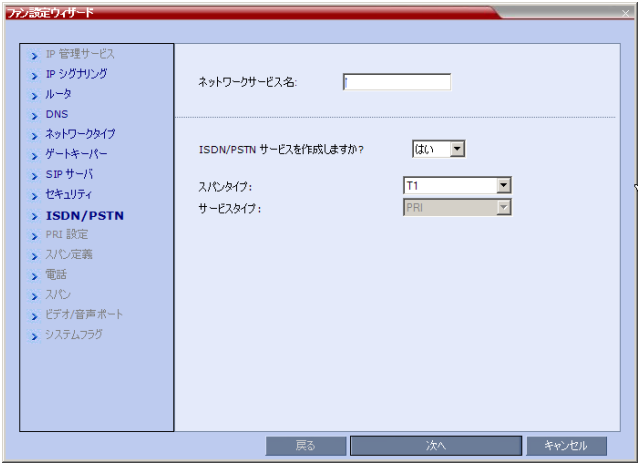 ファン設定ウィザード
IP 管理サービス
IP シグナリング
ルータ
DNS
ネットワークタイプ
ゲートキーパー
SIP サーバ
セキュリティ
ISDN/PSTN
PRI 設定
スパン定義
電話
スパン
ビデオ/音声ポート
システムフラグ
ネットワークサービス名:
ISDN/PSTN サービスを作成しますか? はい
スパンタイプ: T1
サービスタイプ: PRI
戻る 次へ キャンセル